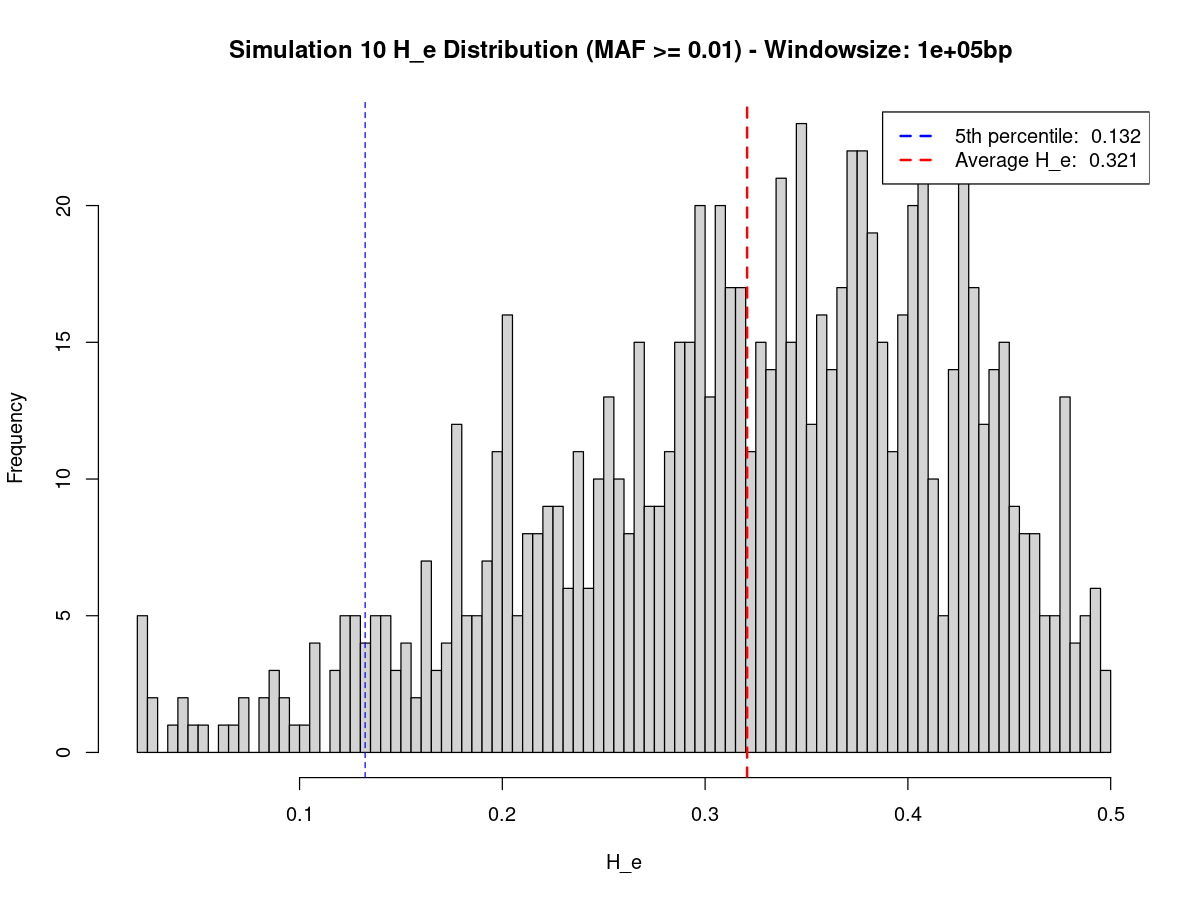 Simulation 10 H_e Distribution (MAF >= 0.01) - Windowsize: 1e+05bp
5th percentile: 0.132
Average H_e: 0.321
Frequency
20
15
10
5
0
0.1 0.2 0.3 0.4 0.5
H_e